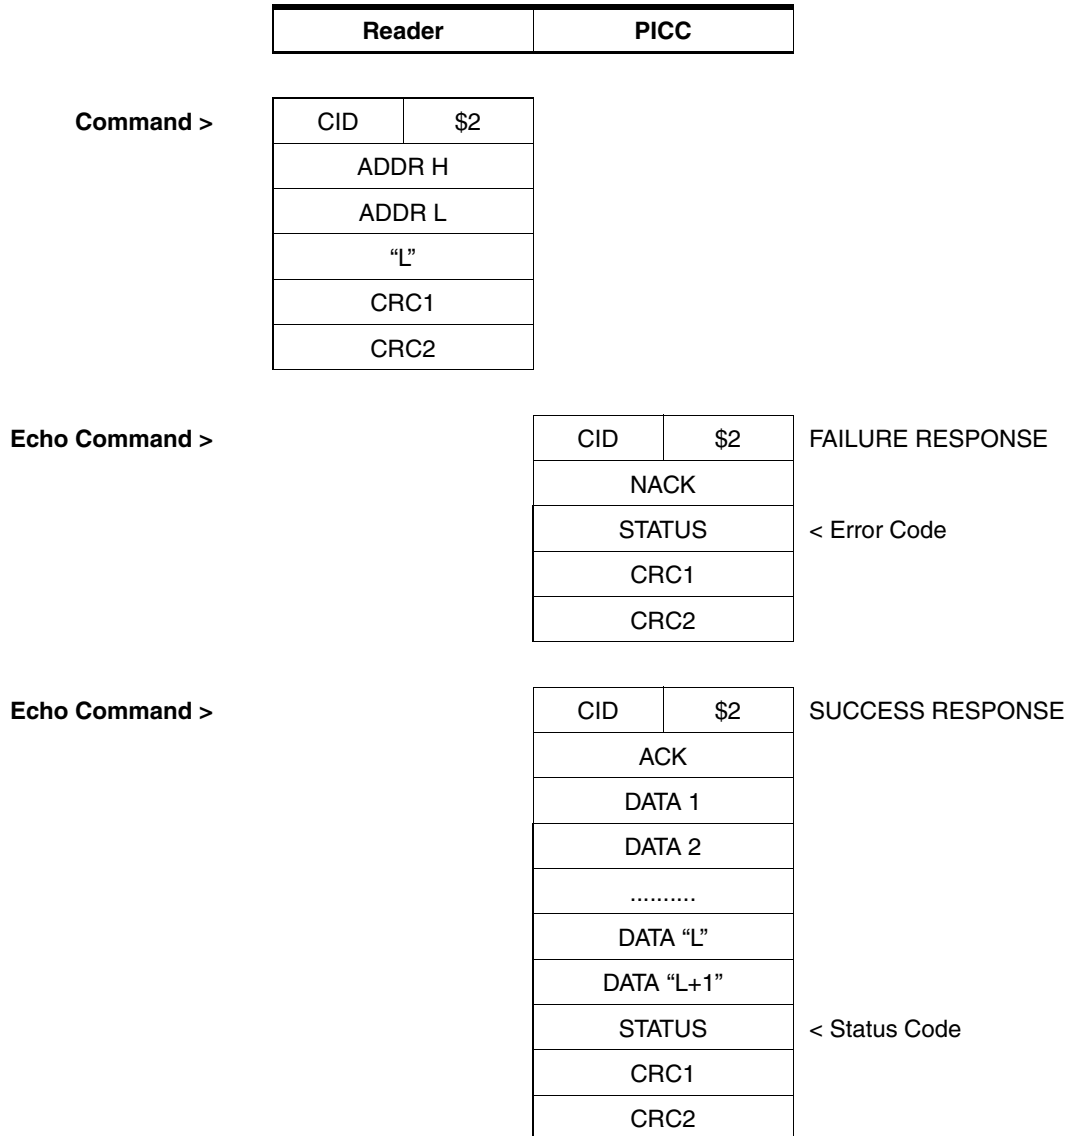 Reader PICC
Command > CID $2
ADDR H
ADDR L
“L”
CRC1
CRC2
Echo Command > CID $2 FAILURE RESPONSE
NACK
STATUS < Error Code
CRC1
CRC2
Echo Command > CID $2 SUCCESS RESPONSE
ACK
DATA 1
DATA 2
..........
DATA “L”
DATA “L+1”
STATUS < Status Code
CRC1
CRC2